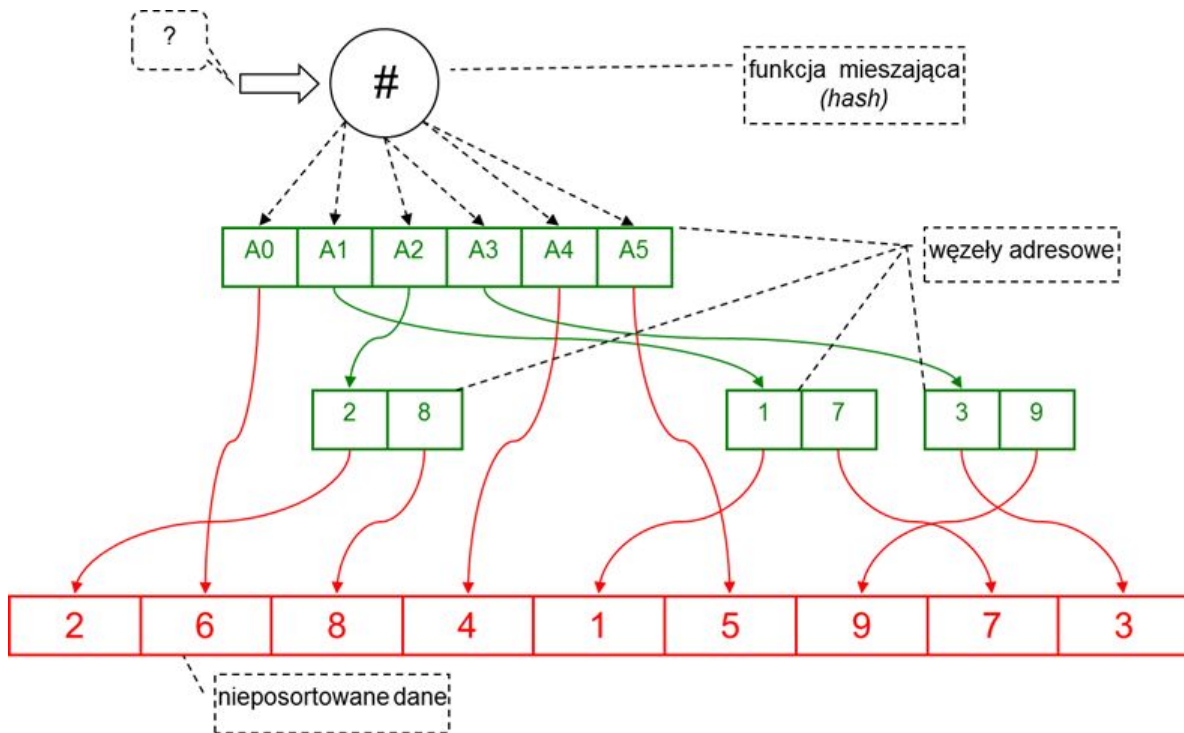 ?
#
funkcja mieszająca
(hash)
A0 A1 A2 A3 A4 A5
węzeły adresowe
2 8 1 7 3 9
2 6 8 4 1 5 9 7 3
nieposortowane dane